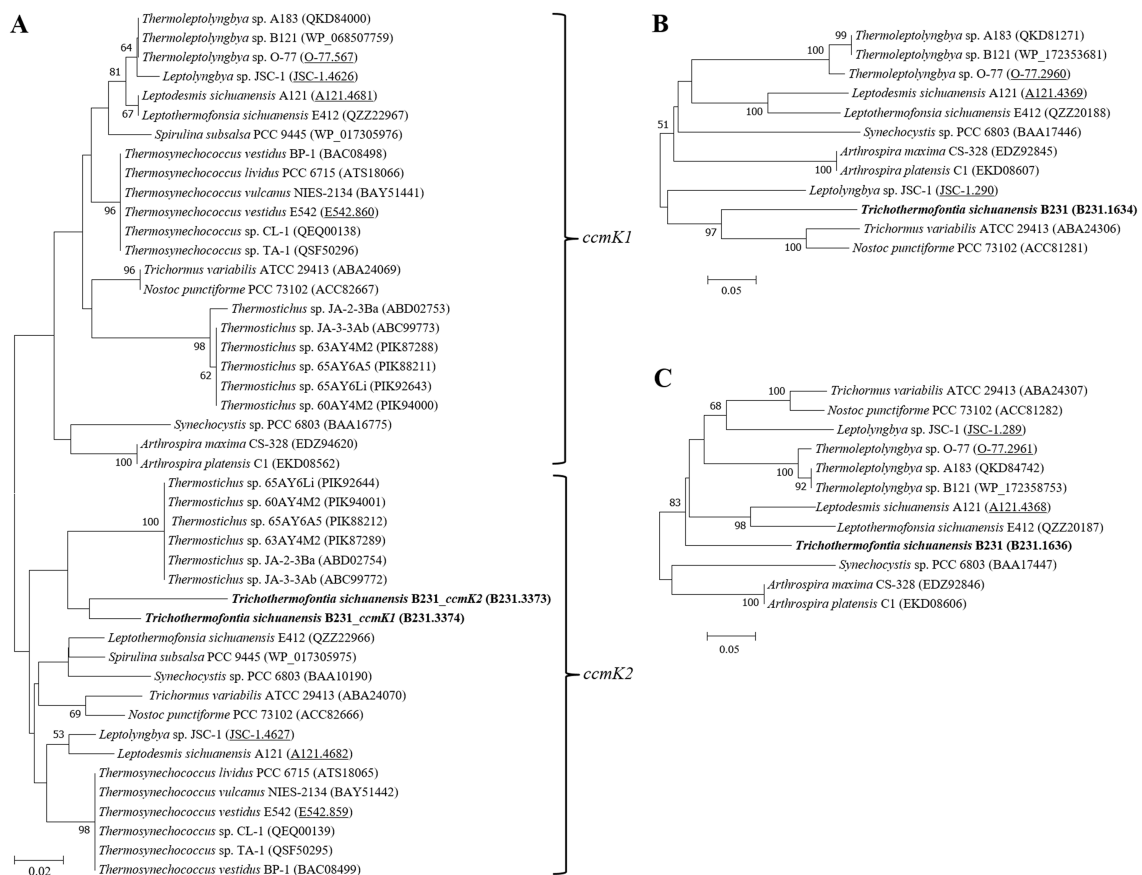 A
Thermoleptolyngbya sp. A183 (QKD84000)
Thermoleptolyngbya sp. B121 (WP_068507759)
64
Thermoleptolyngbya sp. O-77 (O-77.567)
81
Leptolyngbya sp. JSC-1 (JSC-1.4626)
Leptodesmis sichuanensis A121 (A121.4681)
67
Leptothermofonsia sichuanensis E412 (QZZ22967)
Spirulina subsalsa PCC 9445 (WP_017305976)
Thermosynechococcus vestidus BP-1 (BAC08498)
Thermosynechococcus lividus PCC 6715 (ATS18066)
Thermosynechococcus vulcanus NIES-2134 (BAY51441)
96
Thermosynechococcus vestidus E542 (E542.860)
Thermosynechococcus sp. CL-1 (QEQ00138)
Thermosynechococcus sp. TA-1 (QSF50296)
96
Trichormus variabilis ATCC 29413 (ABA24069)
Nostoc punctiforme PCC 73102 (ACC82667)
Thermostichus sp. JA-2-3Ba (ABD02753)
Thermostichus sp. JA-3-3Ab (ABC99773)
98
Thermostichus sp. 63AY4M2 (PIK87288)
Thermostichus sp. 65AY6A5 (PIK88211)
62
Thermostichus sp. 65AY6Li (PIK92643)
Thermostichus sp. 60AY4M2 (PIK94000)
Synechocystis sp. PCC 6803 (BAA16775)
Arthrospira maxima CS-328 (EDZ94620)
100
Arthrospira platensis C1 (EKD08562)
ccmK1
Thermostichus sp. 65AY6Li (PIK92644)
Thermostichus sp. 60AY4M2 (PIK94001)
100
Thermostichus sp. 65AY6A5 (PIK88212)
Thermostichus sp. 63AY4M2 (PIK87289)
Thermostichus sp. JA-2-3Ba (ABD02754)
Thermostichus sp. JA-3-3Ab (ABC99772)
Trichothermofontia sichuanensis B231_ccmK2 (B231.3373)
Trichothermofontia sichuanensis B231_ccmK1 (B231.3374)
Leptothermofonsia sichuanensis E412 (QZZ22966)
Spirulina subsalsa PCC 9445 (WP_017305975)
Synechocystis sp. PCC 6803 (BAA10190)
Trichormus variabilis ATCC 29413 (ABA24070)
69
Nostoc punctiforme PCC 73102 (ACC82666)
53
Leptolyngbya sp. JSC-1 (JSC-1.4627)
Leptodesmis sichuanensis A121 (A121.4682)
Thermosynechococcus lividus PCC 6715 (ATS18065)
Thermosynechococcus vulcanus NIES-2134 (BAY51442)
Thermosynechococcus vestidus E542 (E542.859)
98
Thermosynechococcus sp. CL-1 (QEQ00139)
Thermosynechococcus sp. TA-1 (QSF50295)
Thermosynechococcus vestidus BP-1 (BAC08499)
ccmK2
0.02
B
99
Thermoleptolyngbya sp. A183 (QKD81271)
100
Thermoleptolyngbya sp. B121 (WP_172353681)
Thermoleptolyngbya sp. O-77 (O-77.2960)
Leptodesmis sichuanensis A121 (A121.4369)
100
Leptothermofonsia sichuanensis E412 (QZZ20188)
51
Synechocystis sp. PCC 6803 (BAA17446)
Arthrospira maxima CS-328 (EDZ92845)
100
Arthrospira platensis C1 (EKD08607)
Leptolyngbya sp. JSC-1 (JSC-1.290)
Trichothermofontia sichuanensis B231 (B231.1634)
97
Trichormus variabilis ATCC 29413 (ABA24306)
100
Nostoc punctiforme PCC 73102 (ACC81281)
0.05
C
100
Trichormus variabilis ATCC 29413 (ABA24307)
68
Nostoc punctiforme PCC 73102 (ACC81282)
Leptolyngbya sp. JSC-1 (JSC-1.289)
Thermoleptolyngbya sp. O-77 (O-77.2961)
100
Thermoleptolyngbya sp. A183 (QKD84742)
92
Thermoleptolyngbya sp. B121 (WP_172358753)
83
Leptodesmis sichuanensis A121 (A121.4368)
98
Leptothermofonsia sichuanensis E412 (QZZ20187)
Trichothermofontia sichuanensis B231 (B231.1636)
Synechocystis sp. PCC 6803 (BAA17447)
Arthrospira maxima CS-328 (EDZ92846)
100
Arthrospira platensis C1 (EKD08606)
0.05